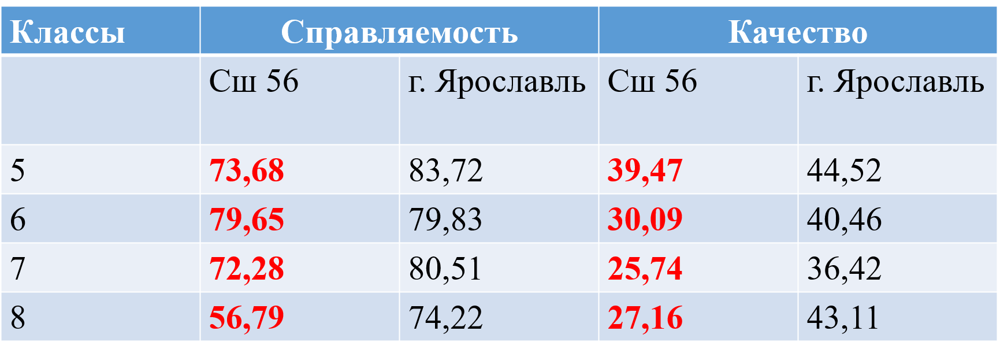 Классы Справляемость Качество
Сш 56 г. Ярославль Сш 56 г. Ярославль
5 73,68 83,72 39,47 44,52
6 79,65 79,83 30,09 40,46
7 72,28 80,51 25,74 36,42
8 56,79 74,22 27,16 43,11